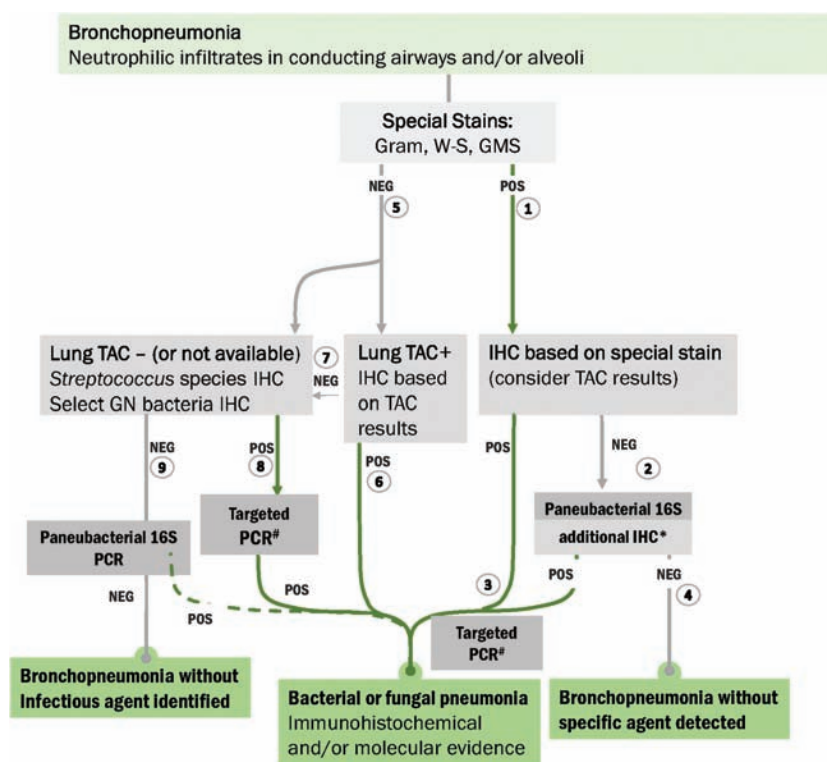 Bronchopneumonia
Neutrophilic infiltrates in conducting airways and/or alveoli
Special Stains:
Gram, W-S, GMS
NEG
POS
5
1
Lung TAC – (or not available)
Streptococcus species IHC
Select GN bacteria IHC
7
NEG
Lung TAC+
IHC based
on TAC
results
IHC based on special stain
(consider TAC results)
NEG
9
POS
8
POS
6
POS
NEG
2
Targeted
PCR#
Paneubacterial 16S
additional IHC*
Paneubacterial 16S
PCR
NEG
POS
POS
3
POS
NEG
4
Targeted
PCR#
Bronchopneumonia without
Infectious agent identified
Bacterial or fungal pneumonia
Immunohistochemical
and/or molecular evidence
Bronchopneumonia without
specific agent detected